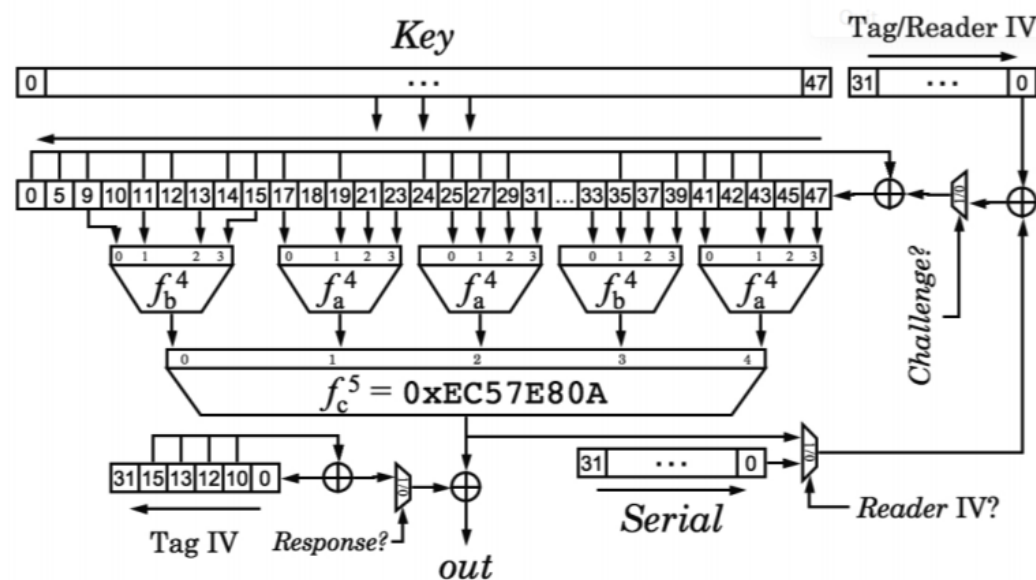 Key
Tag/Reader IV
0 ... 47
31 ... 0
0 5 9 10 11 12 13 14 15 17 18 19 21 23 24 25 27 29 31 ... 33 35 37 39 41 42 43 45 47
1/0
Challenge?
0 1 2 3
0 1 2 3
0 1 2 3
0 1 2 3
0 1 2 3
f_b^4
f_a^4
f_a^4
f_b^4
f_a^4
0 1 2 3 4
f_c^5 = 0xEC57E80A
31 15 13 12 10 0
1/0
31 ... 0
1/0
Tag IV
Response?
Serial
Reader IV?
out